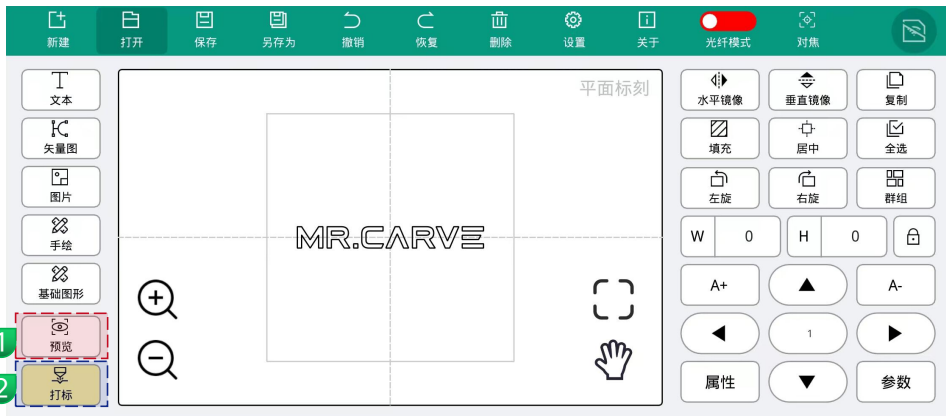 新建 打开 保存 另存为 撤销 恢复 删除 设置 关于 光纤模式 对焦
文本
矢量图
图片
手绘
基础图形
1
预览
2
打标
平面标刻
MR.CARVE
水平镜像 垂直镜像 复制
填充 居中 全选
左旋 右旋 群组
W 0 H 0
A+ A-
1
属性 参数